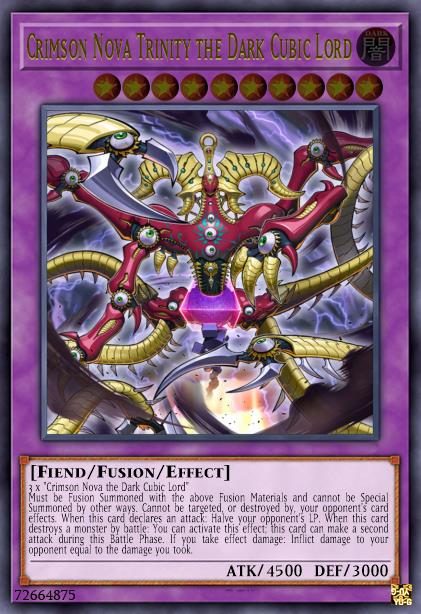 Crimson Nova Trinity the Dark Cubic Lord
DARK
闇
[Fiend/Fusion/Effect]
3 x "Crimson Nova the Dark Cubic Lord"
Must be Fusion Summoned with the above Fusion Materials and cannot be Special
Summoned by other ways. Cannot be targeted, or destroyed by, your opponent's card
effects. When this card declares an attack: Halve your opponent's LP. When this card
destroys a monster by battle: You can activate this effect; this card can make a second
attack during this Battle Phase. If you take effect damage: Inflict damage to your
opponent equal to the damage you took.
ATK/4500 DEF/3000
72664875